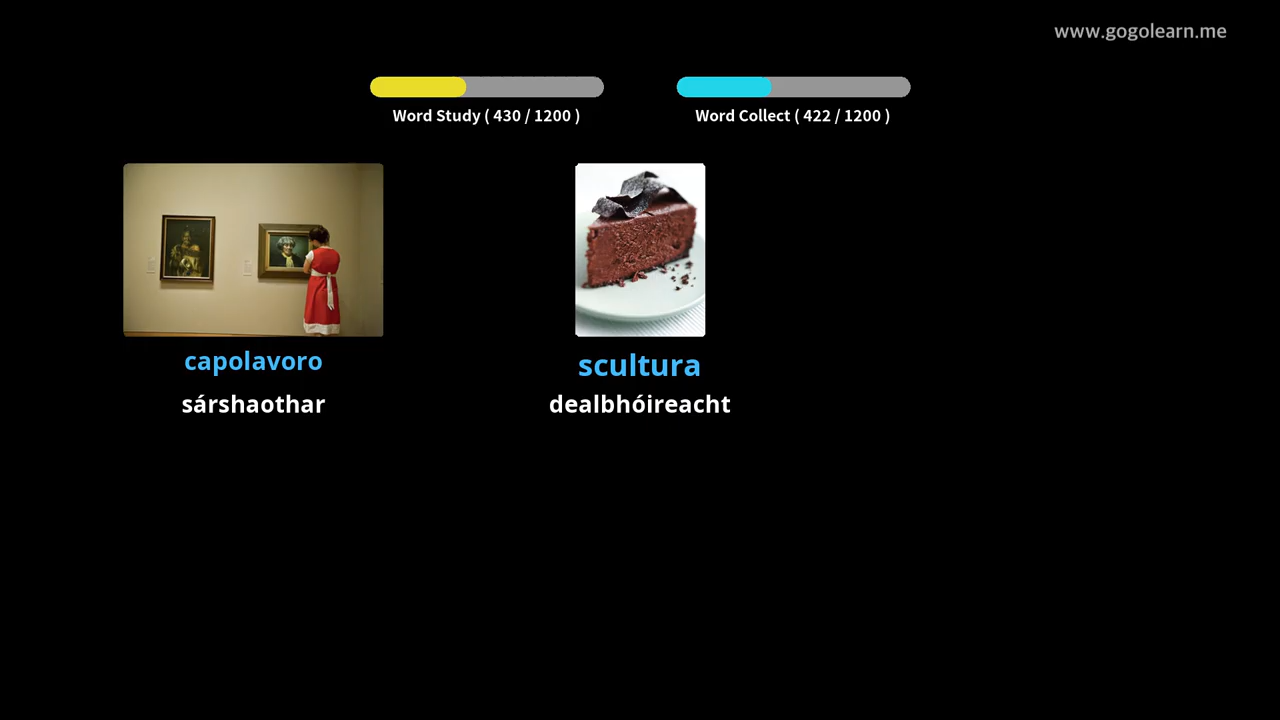 www.gogolearn.me
Word Study ( 430 / 1200 )
Word Collect ( 422 / 1200 )
capolavoro
sárshaothar
scultura
dealbhóireacht